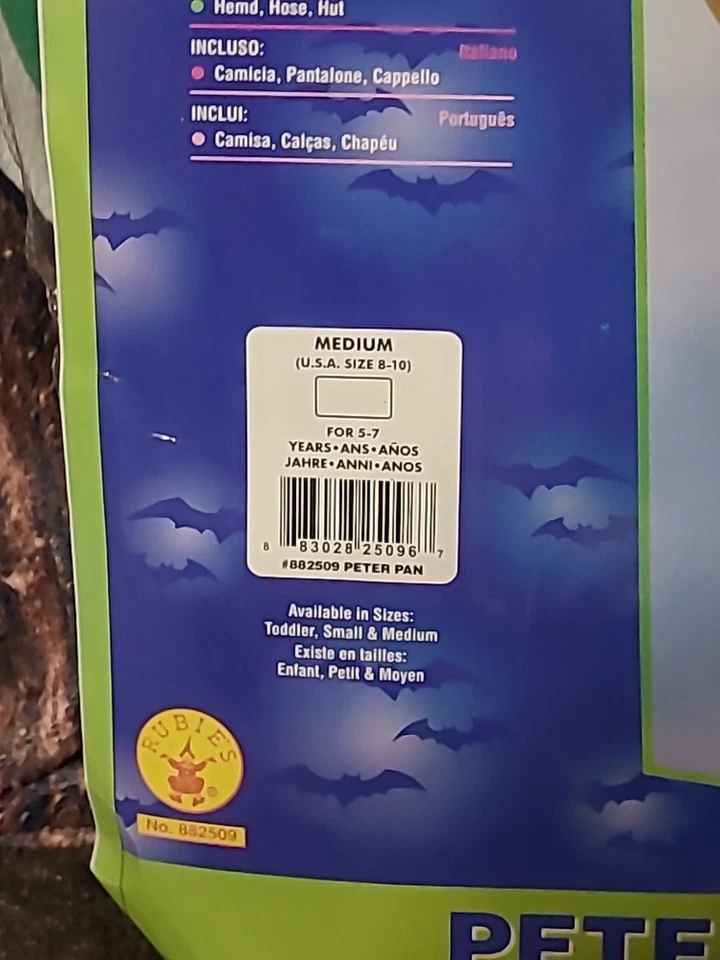 Hemd, Hose, Hut
INCLUSO: Italiano
Camicia, Pantalone, Cappello
INCLUI: Português
Camisa, Calças, Chapéu
MEDIUM
(U.S.A. SIZE 8-10)
FOR 5-7
YEARS•ANS•AÑOS
JAHRE•ANNI•ANOS
8 83028 25096 7
#882509 PETER PAN
Available in Sizes:
Toddler, Small & Medium
Existe en tailles:
Enfant, Petit & Moyen
RUBIE'S
®
No. 882509
PETE